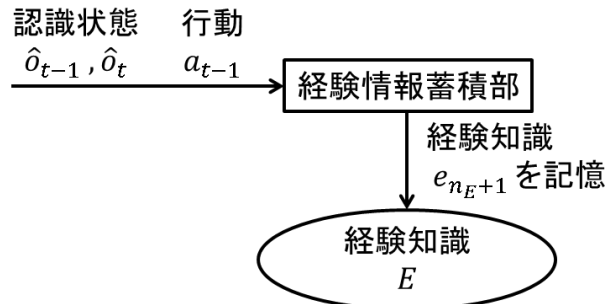 認識状態 行動
ô_{t−1} , ô_t a_{t−1}
経験情報蓄積部
経験知識
e_{n_E+1} を記憶
経験知識
E